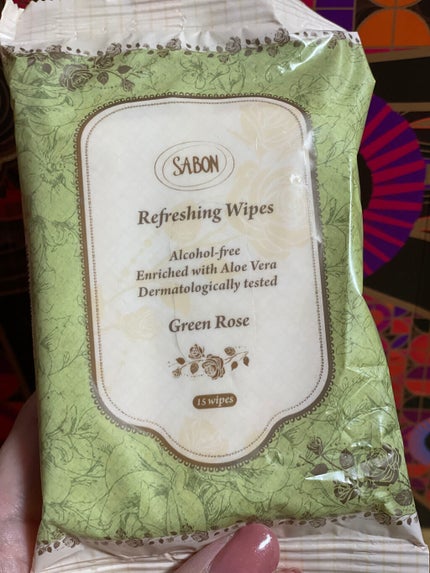 SABON
Refreshing Wipes
Alcohol-free
Enriched with Aloe Vera
Dermatologically tested
Green Rose
15 wipes